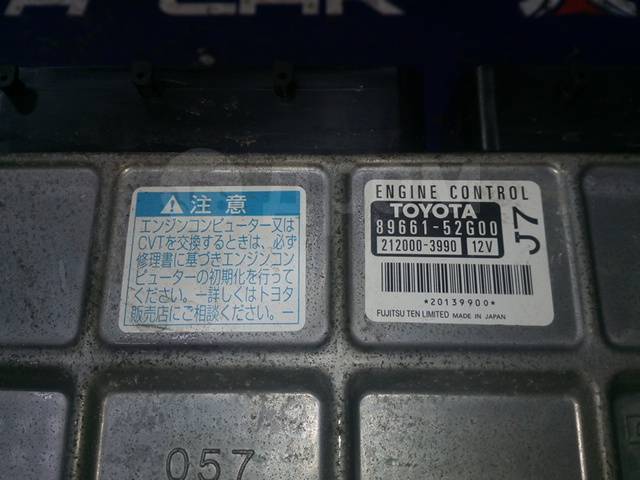 A CAR
⚠注意
エンジンコンピューター又は
CVTを交換するときは、必ず
修理書に基づきエンジンコン
ピューターの初期化を行って
ください。ー詳しくはトヨタ
販売店にご相談ください。ー
ENGINE CONTROL
TOYOTA
89661-52G00
212000-3990 12V
J7
*20139900*
FUJITSU TEN LIMITED MADE IN JAPAN
057